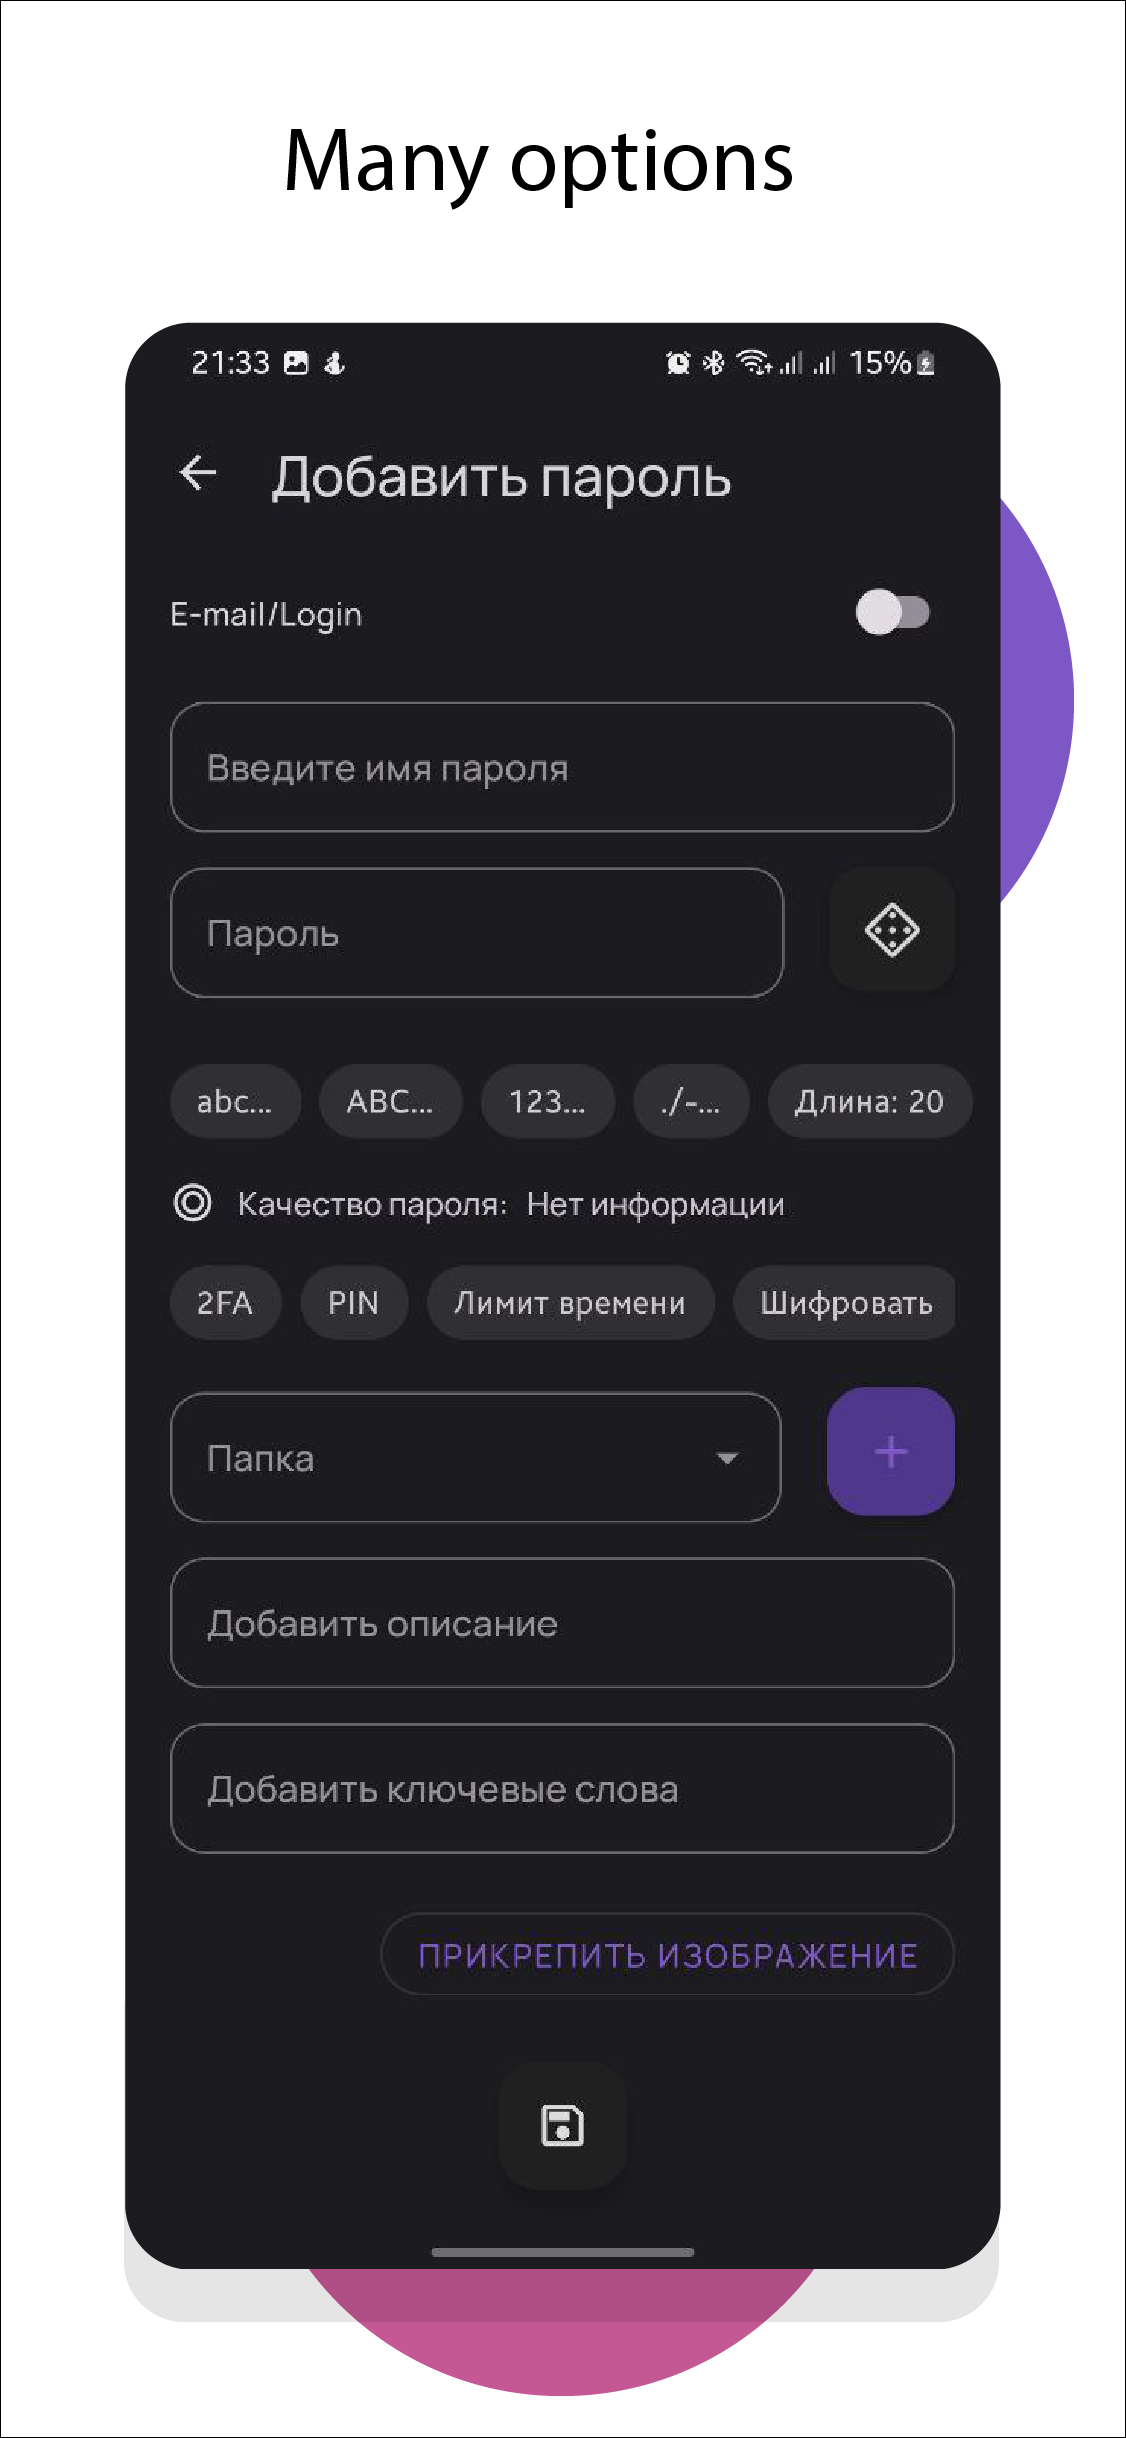 Many options
21:33 15%
Добавить пароль
E-mail/Login
Введите имя пароля
Пароль
abc... ABC... 123... ./-... Длина: 20
Качество пароля: Нет информации
2FA PIN Лимит времени Шифровать
Папка
Добавить описание
Добавить ключевые слова
ПРИКРЕПИТЬ ИЗОБРАЖЕНИЕ